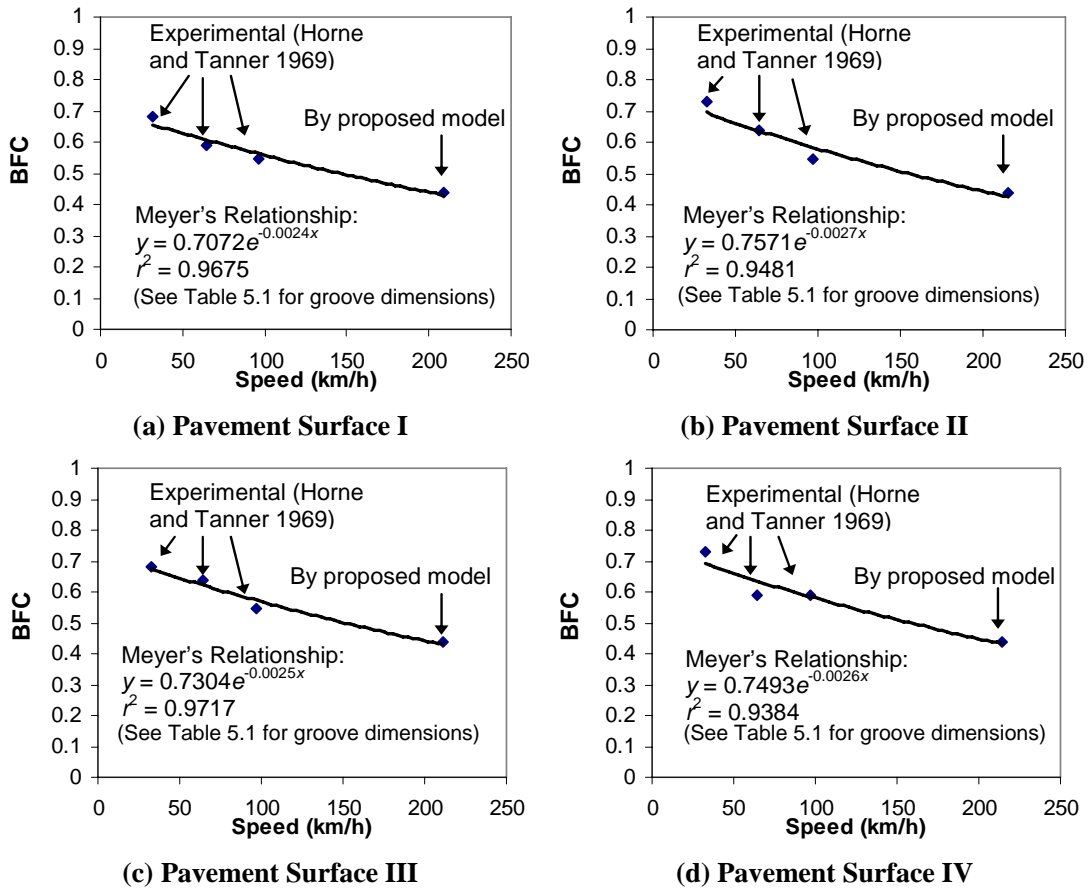 1
0.9
0.8
0.7
0.6
0.5
0.4
0.3
0.2
0.1
0
BFC
Experimental (Horne
and Tanner 1969)
By proposed model
Meyer's Relationship:
y = 0.7072e^-0.0024x
r^2 = 0.9675
(See Table 5.1 for groove dimensions)
0 50 100 150 200 250
Speed (km/h)
(a) Pavement Surface I
1
0.9
0.8
0.7
0.6
0.5
0.4
0.3
0.2
0.1
0
BFC
Experimental (Horne
and Tanner 1969)
By proposed model
Meyer's Relationship:
y = 0.7571e^-0.0027x
r^2 = 0.9481
(See Table 5.1 for groove dimensions)
0 50 100 150 200 250
Speed (km/h)
(b) Pavement Surface II
1
0.9
0.8
0.7
0.6
0.5
0.4
0.3
0.2
0.1
0
BFC
Experimental (Horne
and Tanner 1969)
By proposed model
Meyer's Relationship:
y = 0.7304e^-0.0025x
r^2 = 0.9717
(See Table 5.1 for groove dimensions)
0 50 100 150 200 250
Speed (km/h)
(c) Pavement Surface III
1
0.9
0.8
0.7
0.6
0.5
0.4
0.3
0.2
0.1
0
BFC
Experimental (Horne
and Tanner 1969)
By proposed model
Meyer's Relationship:
y = 0.7493e^-0.0026x
r^2 = 0.9384
(See Table 5.1 for groove dimensions)
0 50 100 150 200 250
Speed (km/h)
(d) Pavement Surface IV